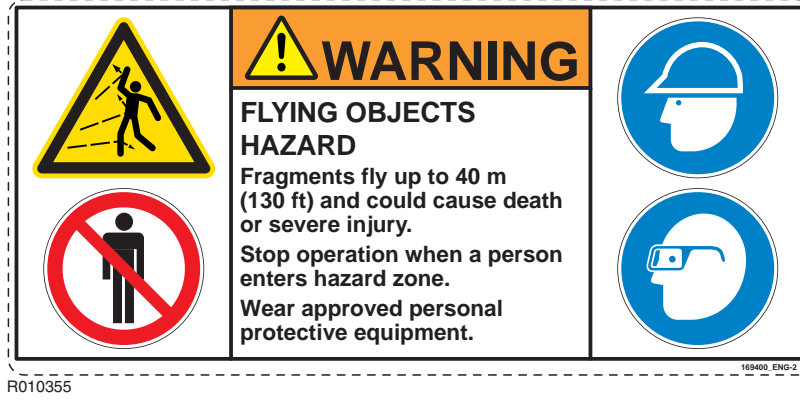 WARNING
FLYING OBJECTS
HAZARD
Fragments fly up to 40 m
(130 ft) and could cause death
or severe injury.
Stop operation when a person
enters hazard zone.
Wear approved personal
protective equipment.
169400_ENG-2
R010355